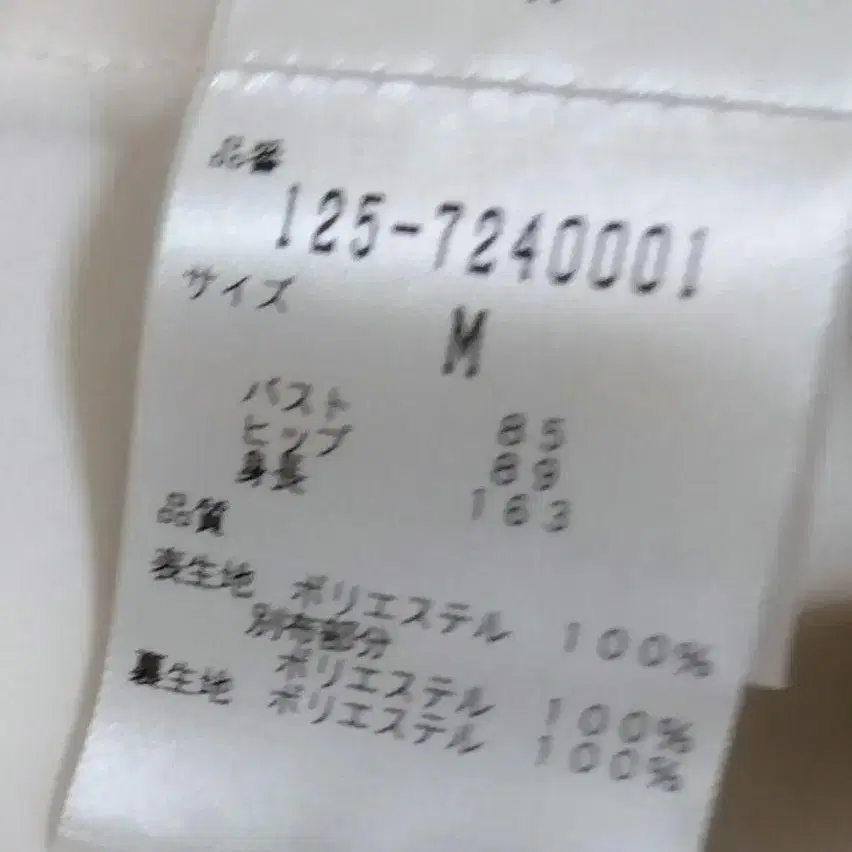 品番
125-7240001
サイズ
M
バスト 85
ヒップ 89
身長 163
品質
表生地 ポリエステル 100%
別布部分
ポリエステル 100%
裏生地 ポリエステル 100%